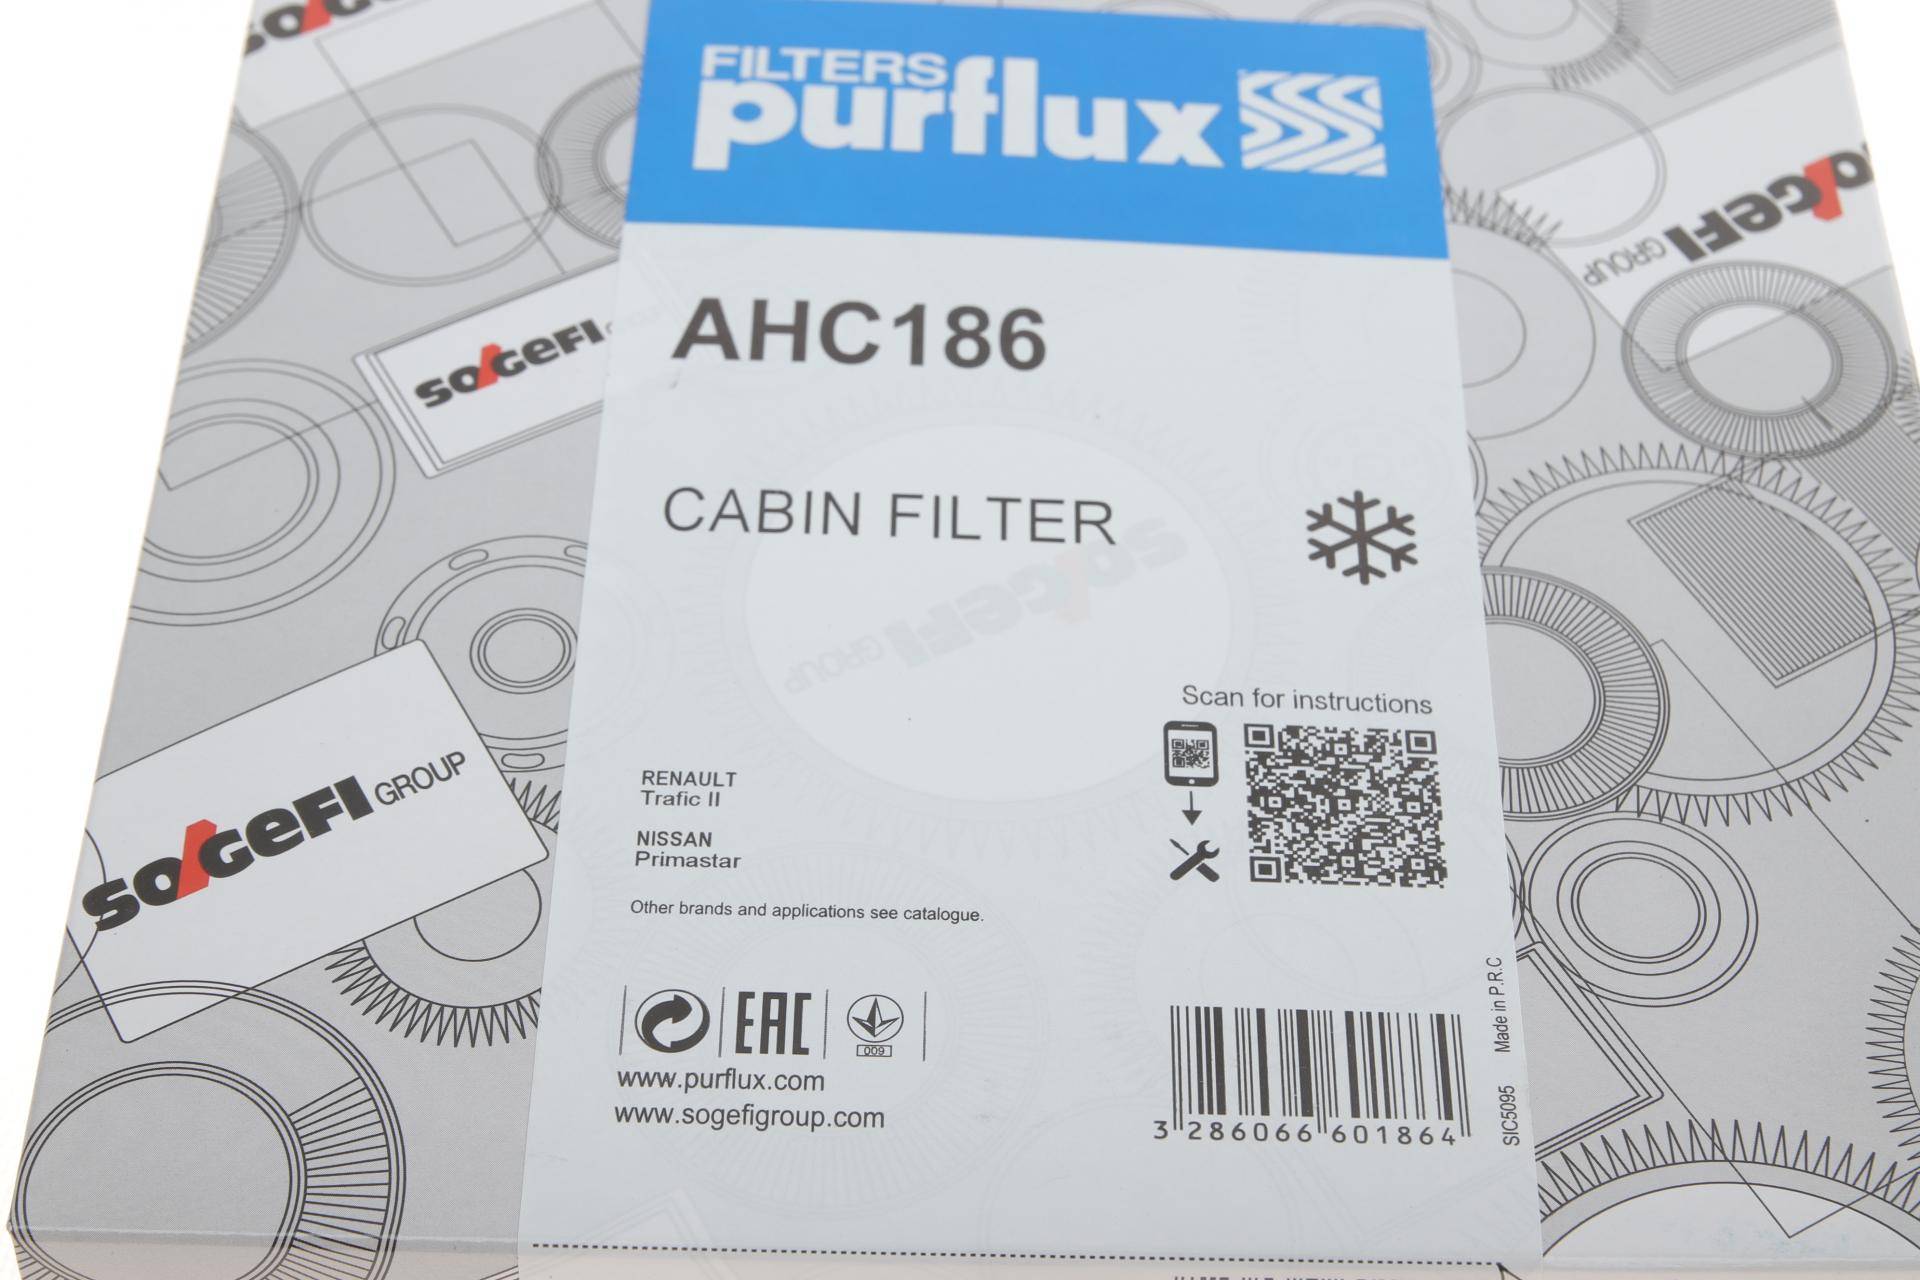 FILTERS
purflux
AHC186
SOGEFI
SOGEFI GROUP
CABIN FILTER
SOGEFI GROUP
Scan for instructions
RENAULT
Trafic II
NISSAN
Primastar
SOGEFI GROUP
Other brands and applications see catalogue.
EAC
009
www.purflux.com
www.sogefigroup.com
3 286066 601864
SIC5095 Made in P.R.C